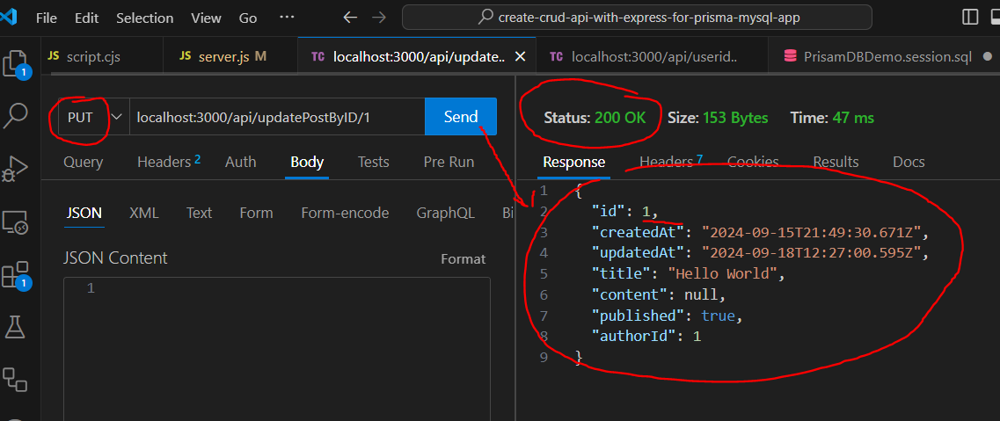 File Edit Selection View Go ··· create-crud-api-with-express-for-prisma-mysql-app
JS script.cjs JS server.js M TC localhost:3000/api/update.. TC localhost:3000/api/userid.. PrisamDBDemo.session.sql
1
PUT localhost:3000/api/updatePostByID/1 Send
Status: 200 OK Size: 153 Bytes Time: 47 ms
Query Headers 2 Auth Body Tests Pre Run
Response Headers 7 Cookies Results Docs
JSON XML Text Form Form-encode GraphQL Bi
JSON Content Format
1
1
1 {
2 "id": 1,
3 "createdAt": "2024-09-15T21:49:30.671Z",
4 "updatedAt": "2024-09-18T12:27:00.595Z",
5 "title": "Hello World",
6 "content": null,
7 "published": true,
8 "authorId": 1
9 }